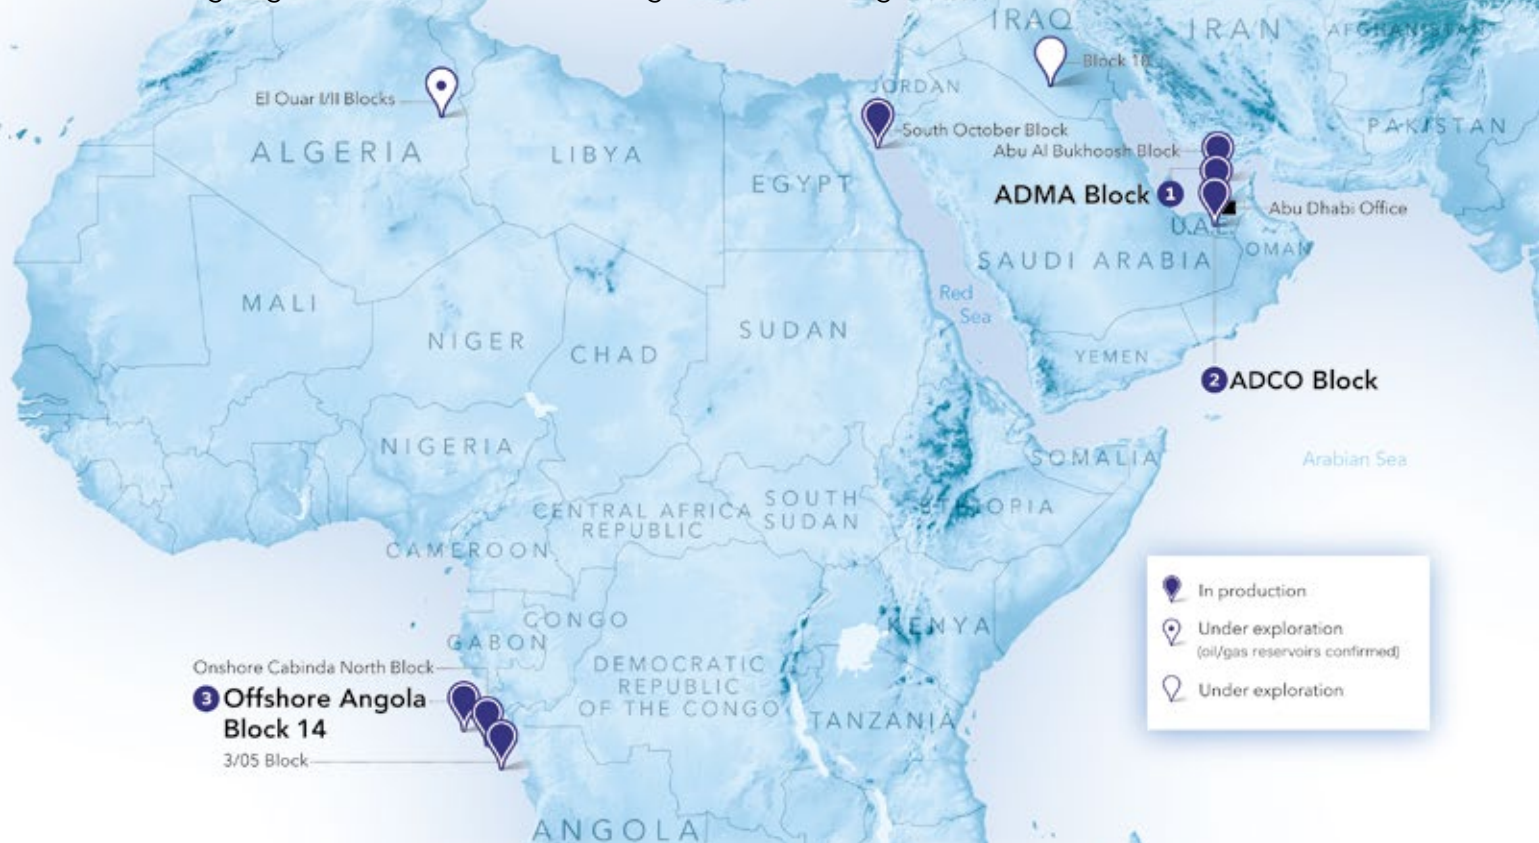 IRAQ
IRAN
AFGHANISTAN
Block 10
JORDAN
El Ouar I/II Blocks
South October Block
PAKISTAN
ALGERIA
LIBYA
Abu Al Bukhoosh Block
EGYPT
ADMA Block 1
Abu Dhabi Office
U.A.E.
OMAN
SAUDI ARABIA
MALI
Red
Sea
NIGER
CHAD
SUDAN
YEMEN
2 ADCO Block
NIGERIA
SOMALIA
Arabian Sea
CENTRAL AFRICA
REPUBLIC
SOUTH
SUDAN
ETHIOPIA
CAMEROON
In production
CONGO
GABON
KENYA
Under exploration
(oil/gas reservoirs confirmed)
Onshore Cabinda North Block
DEMOCRATIC
REPUBLIC
OF THE CONGO
Under exploration
3 Offshore Angola
Block 14
TANZANIA
3/05 Block
ANGOLA